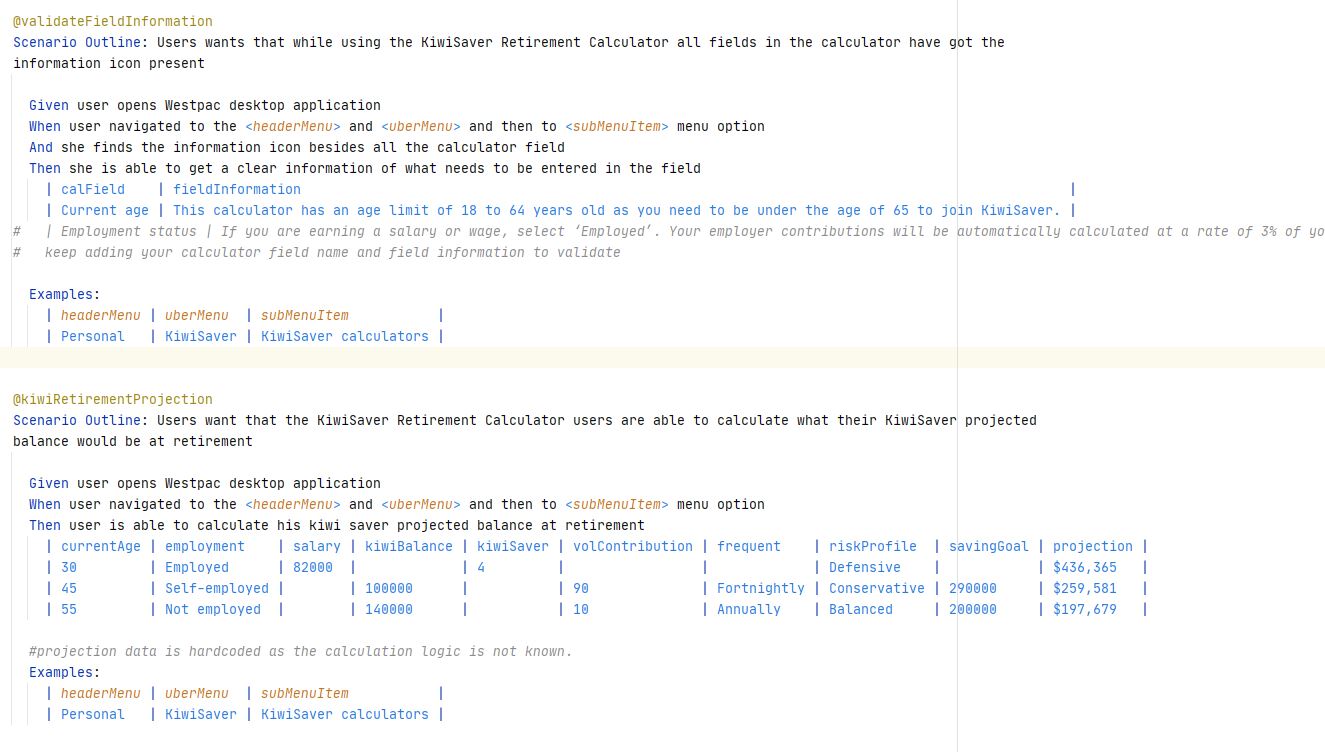 @validateFieldInformation
Scenario Outline: Users wants that while using the KiwiSaver Retirement Calculator all fields in the calculator have got the
information icon present
Given user opens Westpac desktop application
When user navigated to the <headerMenu> and <uberMenu> and then to <subMenuItem> menu option
And she finds the information icon besides all the calculator field
Then she is able to get a clear information of what needs to be entered in the field
| calField | fieldInformation |
| Current age | This calculator has an age limit of 18 to 64 years old as you need to be under the age of 65 to join KiwiSaver. |
# | Employment status | If you are earning a salary or wage, select ‘Employed’. Your employer contributions will be automatically calculated at a rate of 3% of yo
# keep adding your calculator field name and field information to validate
Examples:
| headerMenu | uberMenu | subMenuItem |
| Personal | KiwiSaver | KiwiSaver calculators |
@kiwiRetirementProjection
Scenario Outline: Users want that the KiwiSaver Retirement Calculator users are able to calculate what their KiwiSaver projected
balance would be at retirement
Given user opens Westpac desktop application
When user navigated to the <headerMenu> and <uberMenu> and then to <subMenuItem> menu option
Then user is able to calculate his kiwi saver projected balance at retirement
| currentAge | employment | salary | kiwiBalance | kiwiSaver | volContribution | frequent | riskProfile | savingGoal | projection |
| 30 | Employed | 82000 | | 4 | | | Defensive | | $436,365 |
| 45 | Self-employed | | 100000 | | 90 | Fortnightly | Conservative | 290000 | $259,581 |
| 55 | Not employed | | 140000 | | 10 | Annually | Balanced | 200000 | $197,679 |
#projection data is hardcoded as the calculation logic is not known.
Examples:
| headerMenu | uberMenu | subMenuItem |
| Personal | KiwiSaver | KiwiSaver calculators |